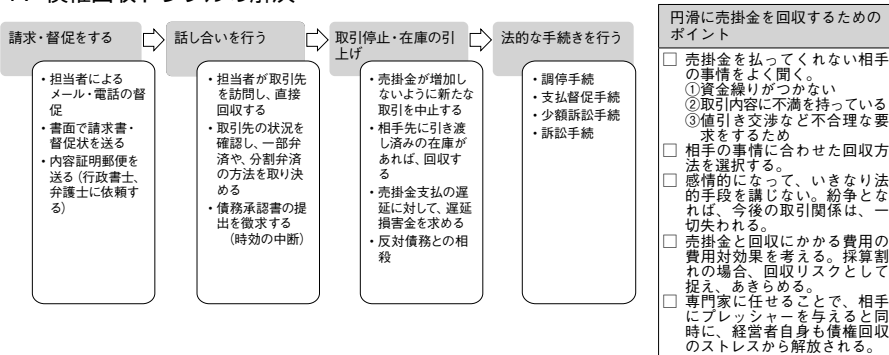 請求・督促をする
・担当者による
メール・電話の督
促
・書面で請求書・
督促状を送る
・内容証明郵便を
送る（行政書士、
弁護士に依頼す
る）
話し合いを行う
・担当者が取引先
を訪問し、直接
回収する
・取引先の状況を
確認し、一部弁
済や、分割弁済
の方法を取り決
める
・債務承認書の提
出を徴求する
（時効の中断）
取引停止・在庫の引
上げ
・売掛金が増加し
ないように新たな
取引を中止する
・相手先に引き渡
し済みの在庫が
あれば、回収す
る
・売掛金支払の遅
延に対して、遅延
損害金を求める
・反対債務との相
殺
法的な手続きを行う
・調停手続
・支払督促手続
・少額訴訟手続
・訴訟手続
円滑に売掛金を回収するための
ポイント
□ 売掛金を払ってくれない相手
の事情をよく聞く。
①資金繰りがつかない
②取引内容に不満を持っている
③値引き交渉など不合理な要
求をするため
□ 相手の事情に合わせた回収方
法を選択する。
□ 感情的になって、いきなり法
的手段を講じない。紛争とな
れば、今後の取引関係は、一
切失われる。
□ 売掛金と回収にかかる費用の
費用対効果を考える。採算割
れの場合、回収リスクとして
捉え、あきらめる。
□ 専門家に任せることで、相手
にプレッシャーを与えると同
時に、経営者自身も債権回収
のストレスから解放される。